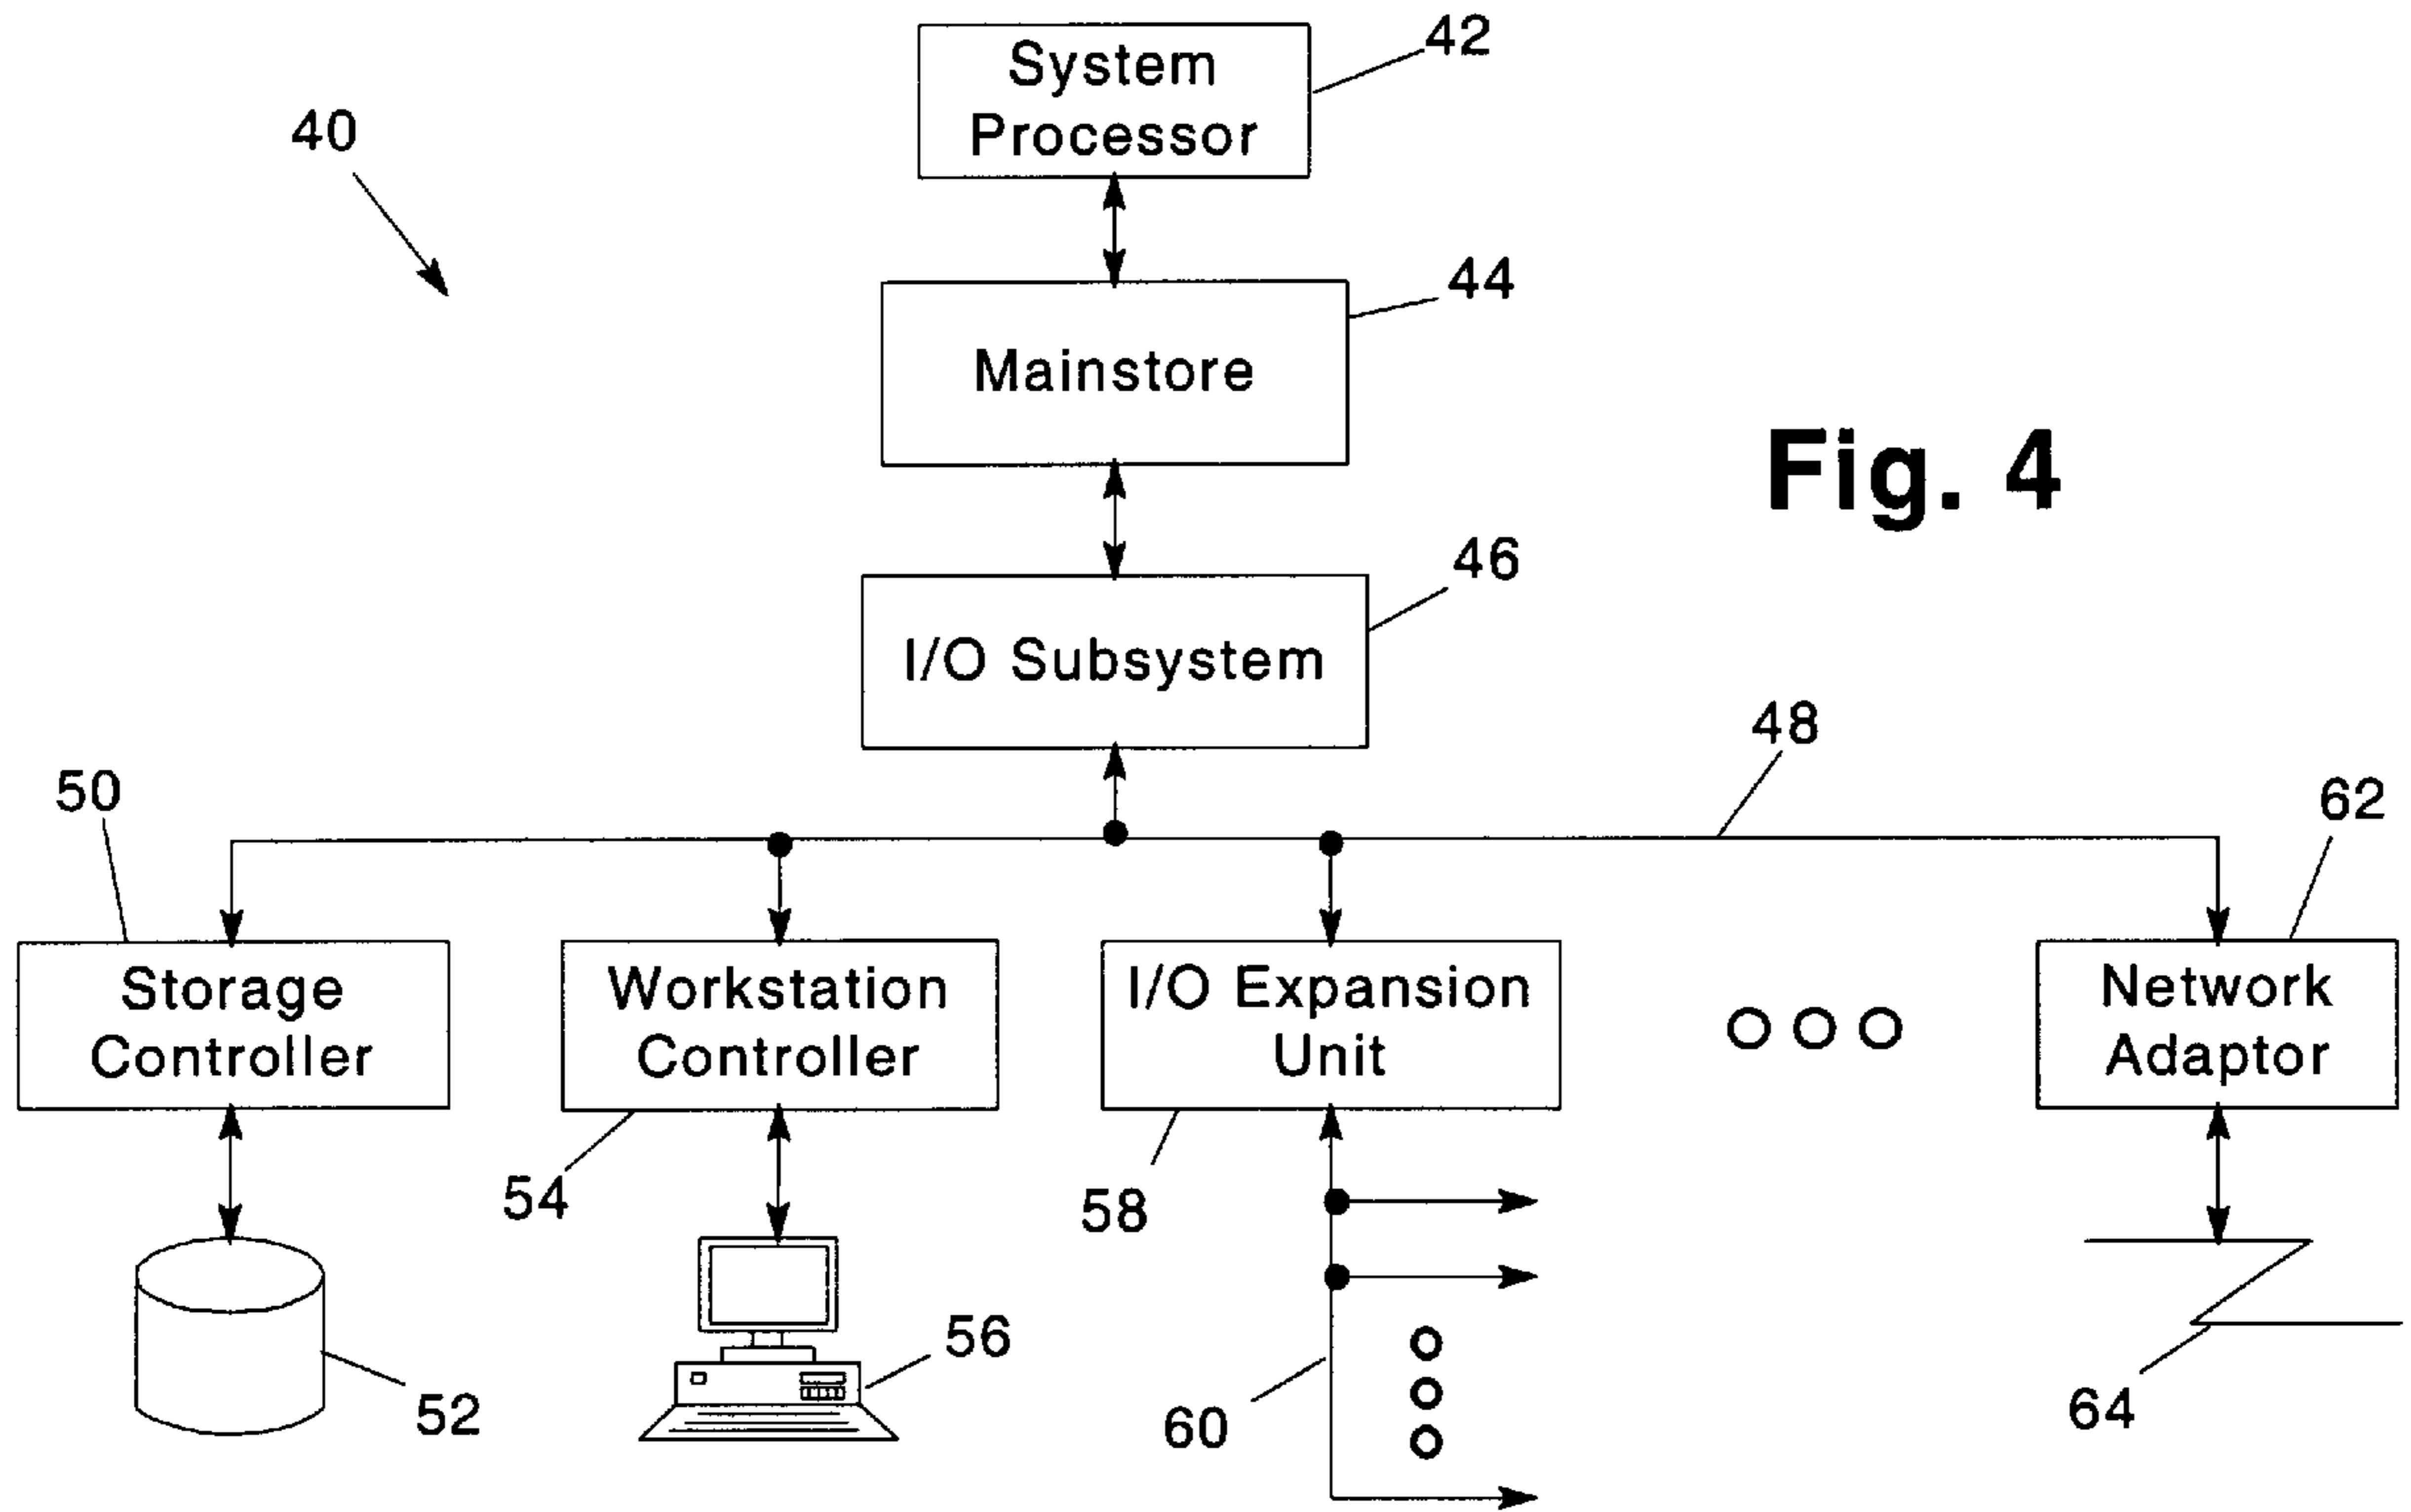 42
System
Processor
40
44
Mainstore
Fig. 4
46
I/O Subsystem
48
50
62
Storage
Controller
Workstation
Controller
I/O Expansion
Unit
Network
Adaptor
54
58
56
52
60
64